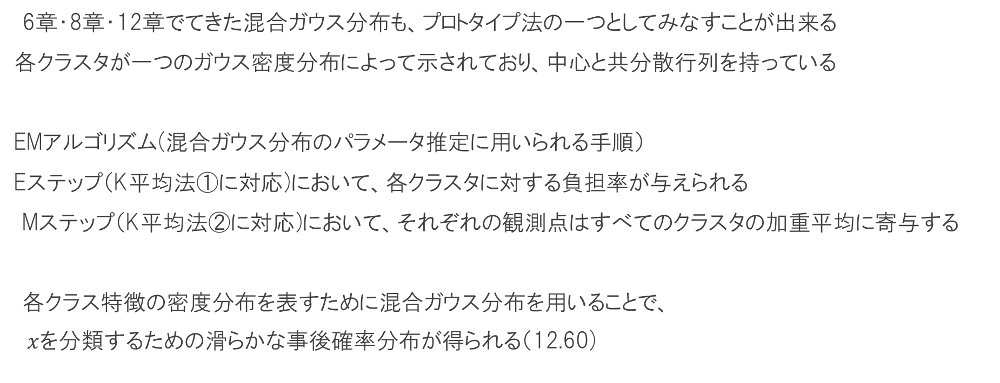 6章・8章・12章でてきた混合ガウス分布も、プロトタイプ法の一つとしてみなすことが出来る
各クラスタが一つのガウス密度分布によって示されており、中心と共分散行列を持っている
EMアルゴリズム(混合ガウス分布のパラメータ推定に用いられる手順)
Eステップ(K平均法①に対応)において、各クラスタに対する負担率が与えられる
Mステップ(K平均法②に対応)において、それぞれの観測点はすべてのクラスタの加重平均に寄与する
各クラス特徴の密度分布を表すために混合ガウス分布を用いることで、
xを分類するための滑らかな事後確率分布が得られる(12.60)